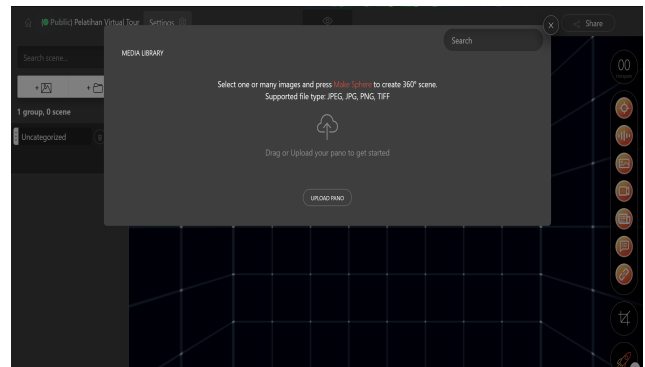 (Public) Pelatihan Virtual Tour
Settings
Share
x
Search scene...
MEDIA LIBRARY
Search
Select one or many images and press Make Sphere to create 360° scene.
Supported file type: JPEG, JPG, PNG, TIFF
Drag or Upload your pano to get started
UPLOAD PANO
+
+
1 group, 0 scene
Uncategorized